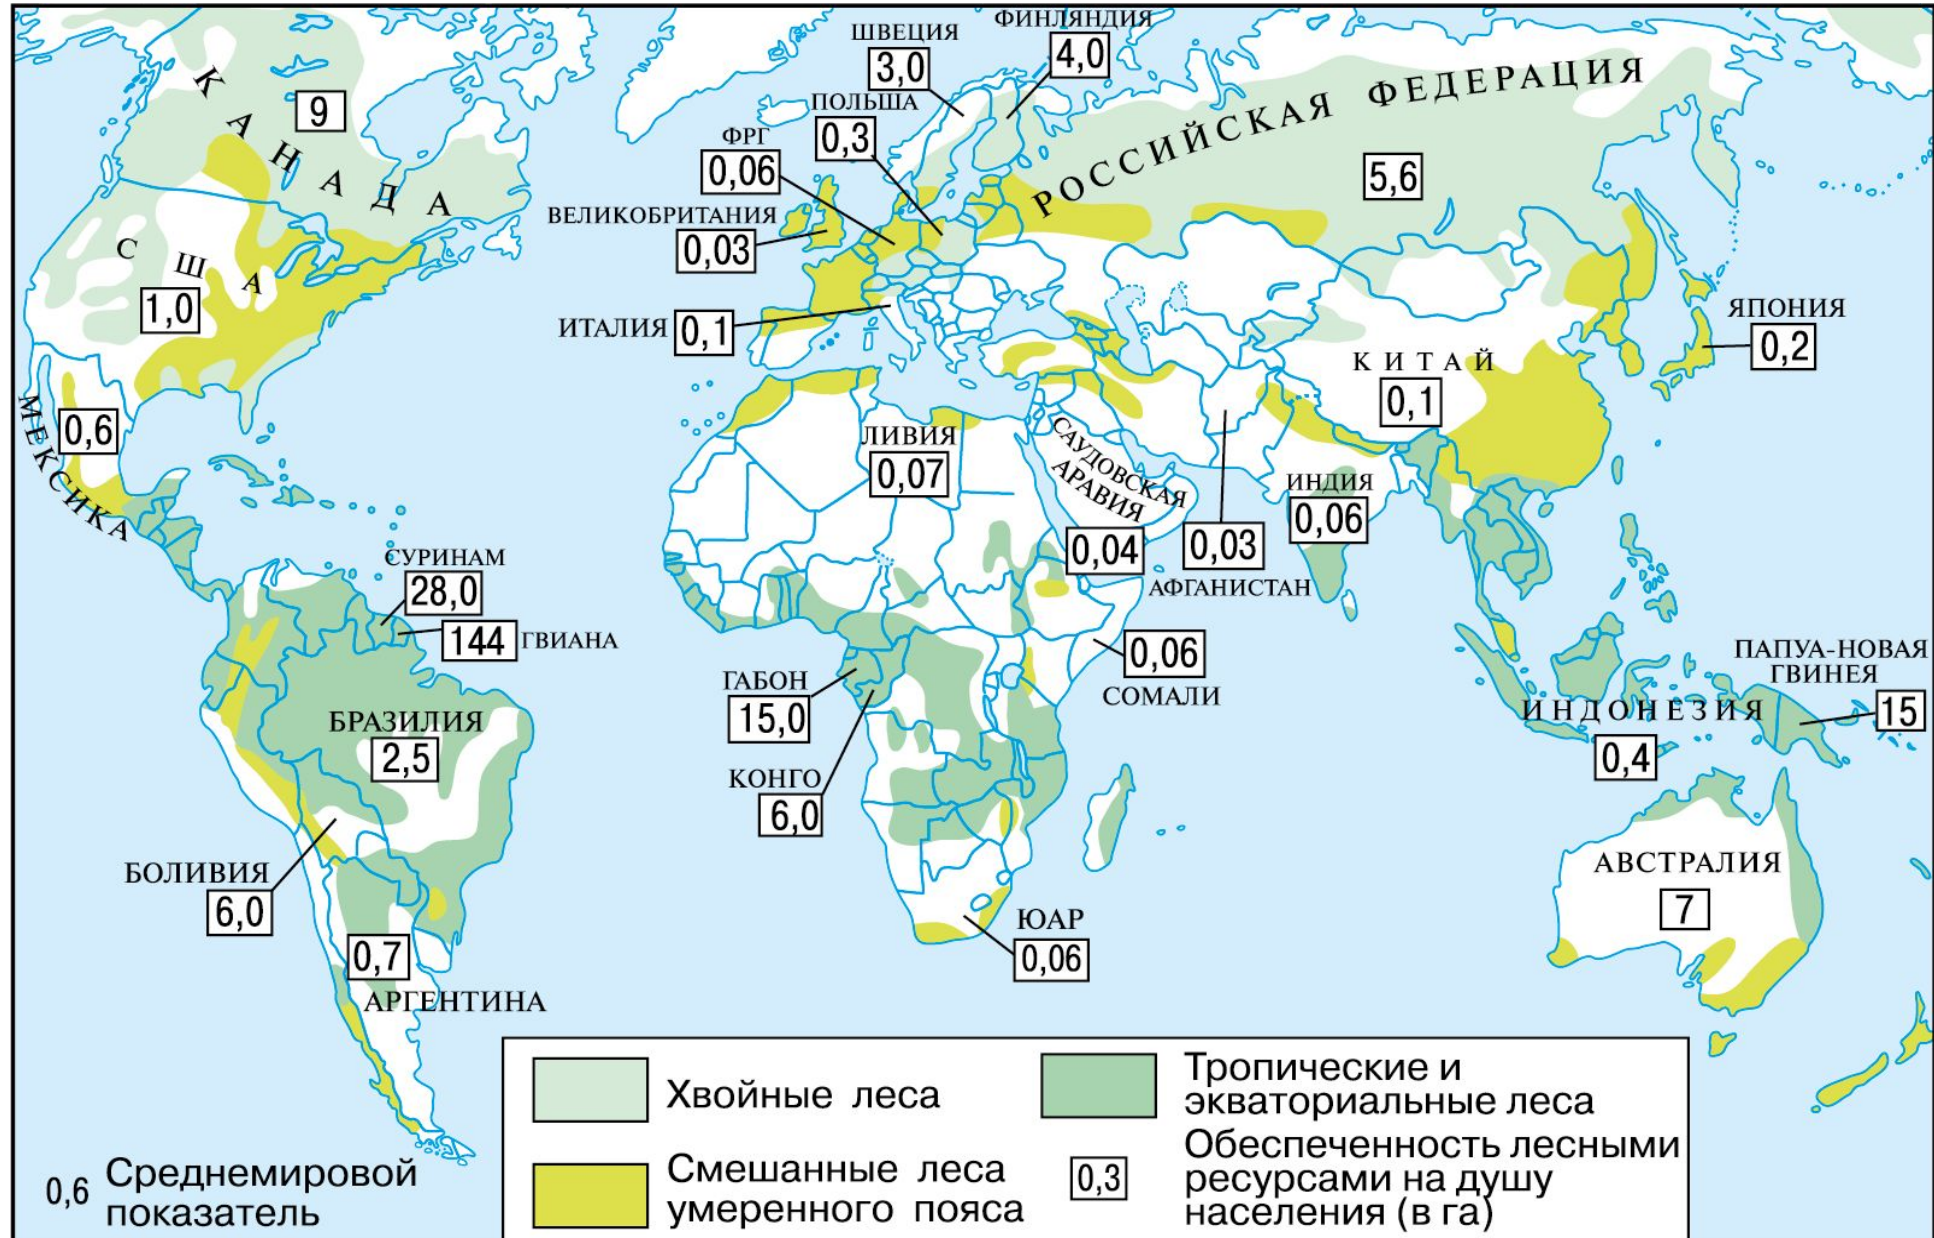 ФИНЛЯНДИЯ
4,0
ШВЕЦИЯ
3,0
ПОЛЬША
0,3
ФРГ
0,06
ВЕЛИКОБРИТАНИЯ
0,03
ИТАЛИЯ
0,1
КАНАДА
9
США
1,0
МЕКСИКА
0,6
РОССИЙСКАЯ ФЕДЕРАЦИЯ
5,6
ЯПОНИЯ
0,2
КИТАЙ
0,1
ЛИВИЯ
0,07
САУДОВСКАЯ
АРАВИЯ
0,04
0,03
АФГАНИСТАН
ИНДИЯ
0,06
СУРИНАМ
28,0
144 ГВИАНА
ГАБОН
15,0
КОНГО
6,0
0,06
СОМАЛИ
ПАПУА-НОВАЯ
ГВИНЕЯ
15
ИНДОНЕЗИЯ
0,4
БРАЗИЛИЯ
2,5
БОЛИВИЯ
6,0
0,7
АРГЕНТИНА
ЮАР
0,06
АВСТРАЛИЯ
7
0,6 Среднемировой
показатель
Хвойные леса
Смешанные леса
умеренного пояса
Тропические и
экваториальные леса
0,3
Обеспеченность лесными
ресурсами на душу
населения (в га)